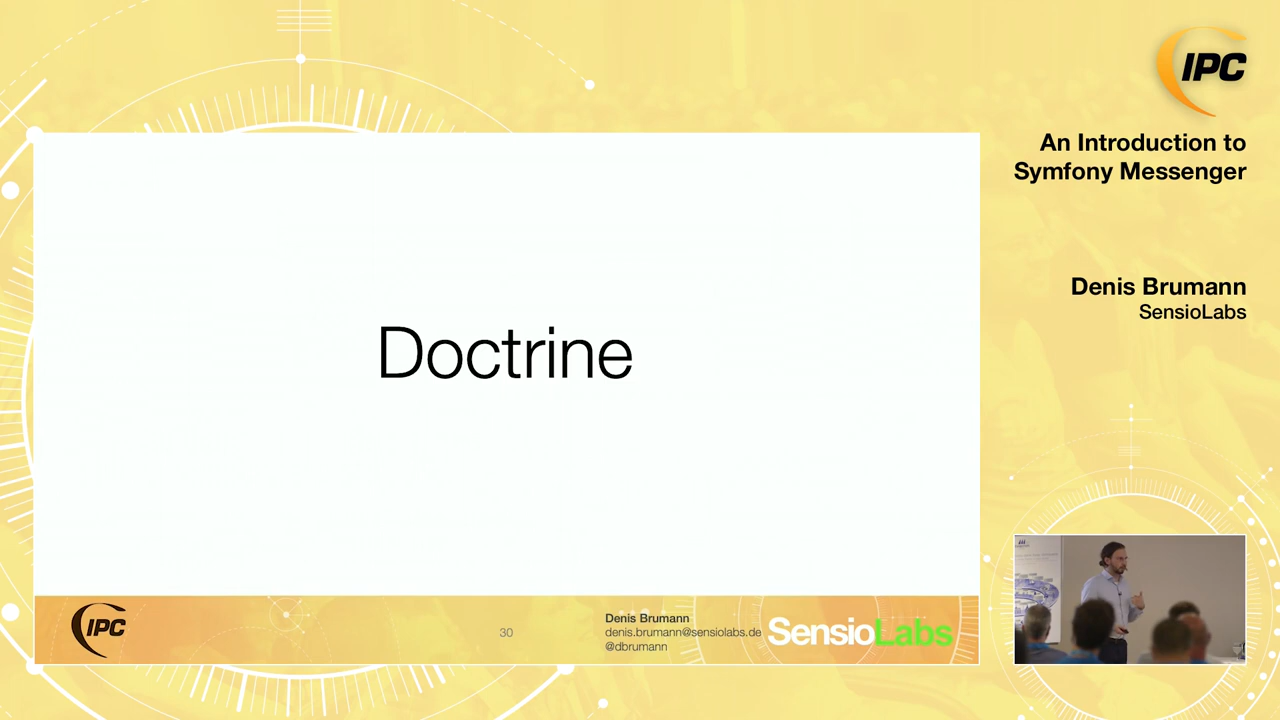 IPC
An Introduction to
Symfony Messenger
Denis Brumann
SensioLabs
Doctrine
IPC
30
Denis Brumann
denis.brumann@sensiolabs.de
@dbrumann
SensioLabs